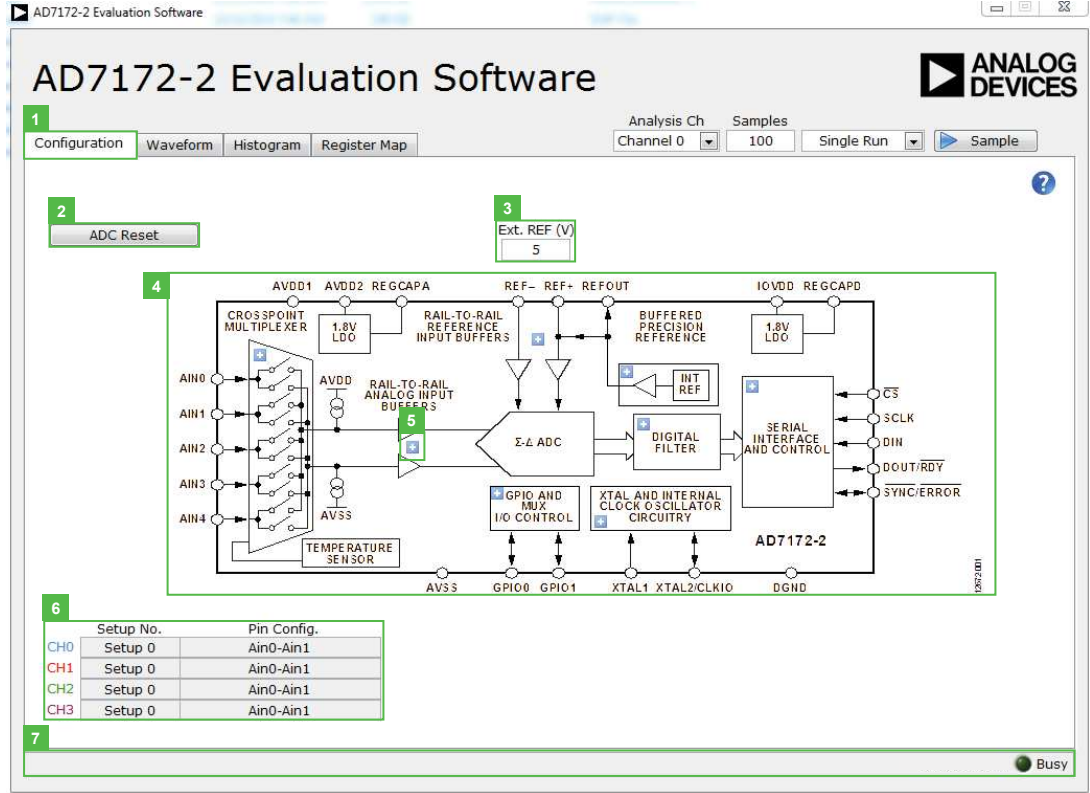 AD7172-2 Evaluation Software
AD7172-2 Evaluation Software
ANALOG
DEVICES
1
Analysis Ch Samples
Configuration Waveform Histogram Register Map Channel 0 100 Single Run Sample
?
2
ADC Reset
3
Ext. REF (V)
5
4
AVDD1 AVDD2 REGCAPA REF– REF+ REFOUT IOVDD REGCAPD
CROSSPOINT
MULTIPLEXER
1.8V
LDO
RAIL-TO-RAIL
REFERENCE
INPUT BUFFERS
BUFFERED
PRECISION
REFERENCE
1.8V
LDO
INT
REF
AIN0
AIN1
AIN2
AIN3
AIN4
AVDD
RAIL-TO-RAIL
ANALOG INPUT
BUFFERS
5
AVSS
Σ-Δ ADC
DIGITAL
FILTER
SERIAL
INTERFACE
AND CONTROL
CS
SCLK
DIN
DOUT/RDY
SYNC/ERROR
GPIO AND
MUX
I/O CONTROL
XTAL AND INTERNAL
CLOCK OSCILLATOR
CIRCUITRY
TEMPERATURE
SENSOR
AD7172-2
AVSS GPIO0 GPIO1 XTAL1 XTAL2/CLKIO DGND
12672-001
6
Setup No. Pin Config.
CH0 Setup 0 Ain0-Ain1
CH1 Setup 0 Ain0-Ain1
CH2 Setup 0 Ain0-Ain1
CH3 Setup 0 Ain0-Ain1
7
Busy